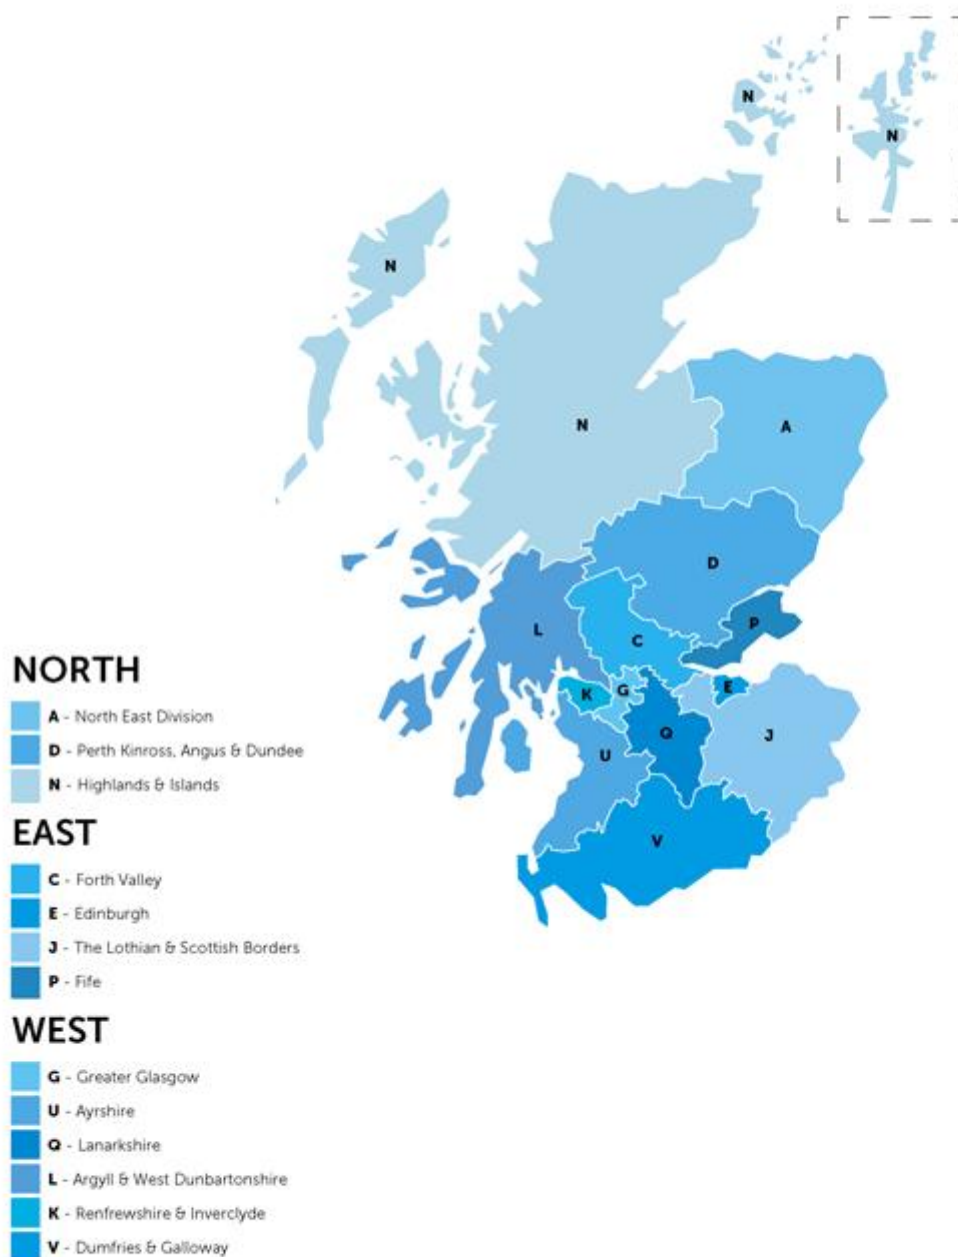 N
N
N
N
A
D
P
L
C
K
G
E
Q
J
U
V
NORTH
A - North East Division
D - Perth Kinross, Angus & Dundee
N - Highlands & Islands
EAST
C - Forth Valley
E - Edinburgh
J - The Lothian & Scottish Borders
P - Fife
WEST
G - Greater Glasgow
U - Ayrshire
Q - Lanarkshire
L - Argyll & West Dunbartonshire
K - Renfrewshire & Inverclyde
V - Dumfries & Galloway